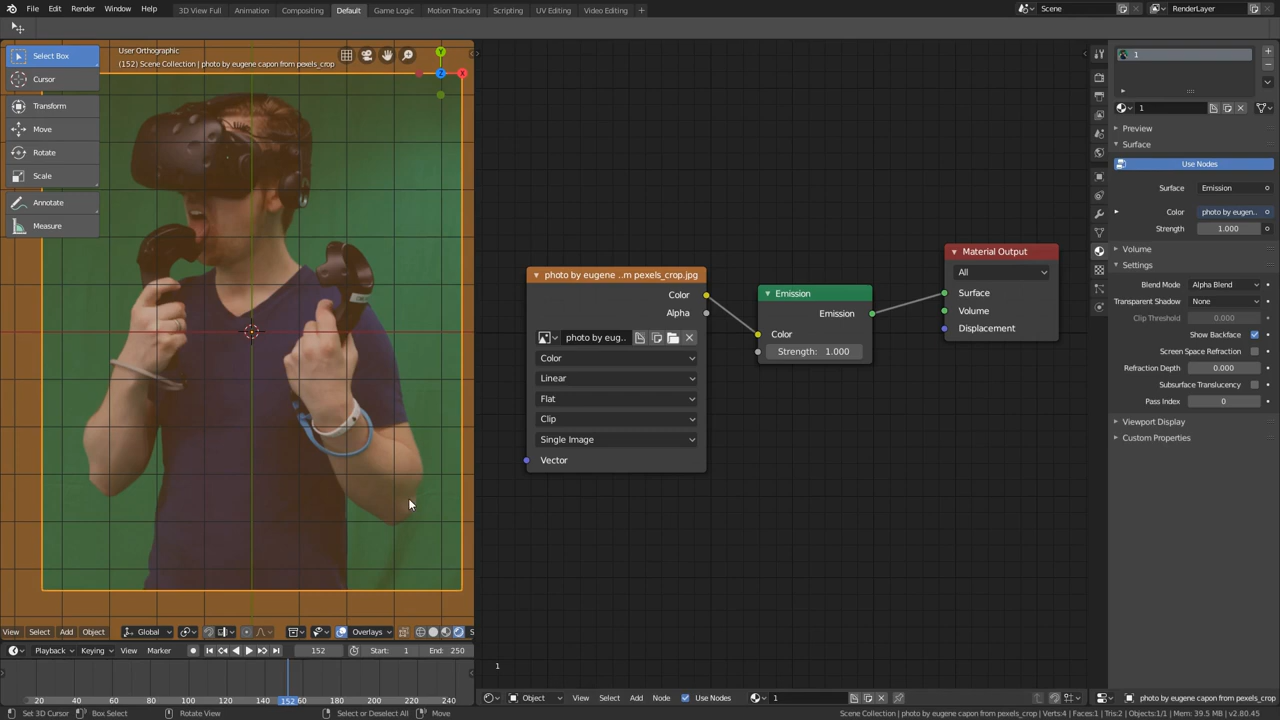 File Edit Render Window Help
3D View Full Animation Compositing Default Game Logic Motion Tracking Scripting UV Editing Video Editing +
Scene
RenderLayer
Select Box
Cursor
Transform
Move
Rotate
Scale
Annotate
Measure
User Orthographic
(152) Scene Collection | photo by eugene capon from pexels_crop
Y
Z
X
photo by eugene ..m pexels_crop.jpg
Color
Alpha
photo by eug..
Color
Linear
Flat
Clip
Single Image
Vector
Emission
Emission
Color
Strength: 1.000
Material Output
All
Surface
Volume
Displacement
1
1
Preview
Surface
Use Nodes
Surface Emission
Color photo by eugen..
Strength 1.000
Volume
Settings
Blend Mode Alpha Blend
Transparent Shadow None
Clip Threshold 0.000
Show Backface
Screen Space Refraction
Refraction Depth 0.000
Subsurface Translucency
Pass Index 0
Viewport Display
Custom Properties
View Select Add Object Global Overlays S
Playback Keying View Marker 152 Start: 1 End: 250
20 40 60 80 100 120 140 152 160 180 200 220 240
1
Object View Select Add Node Use Nodes 1
photo by eugene capon from pexels_crop
Set 3D Cursor Box Select Rotate View Select or Deselect All Move
Scene Collection | photo by eugene capon from pexels_crop | Verts:4 | Faces:1 | Tris:2 | Objects:1/1 | Mem: 39.5 MB | v2.80.45